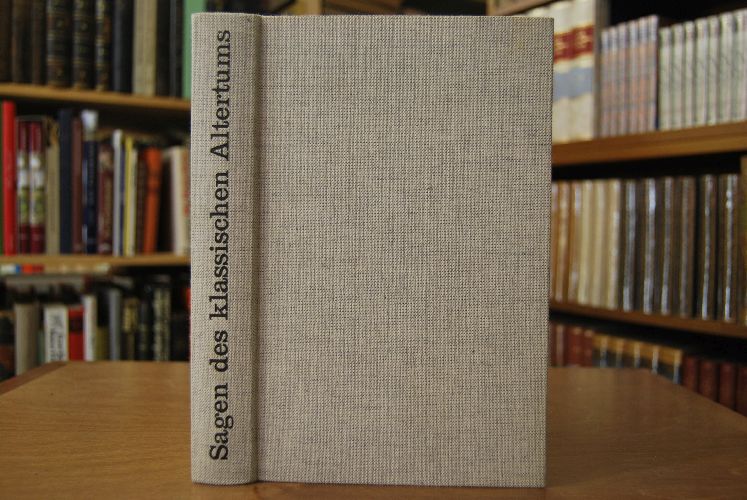 Sagen des klassischen Altertums